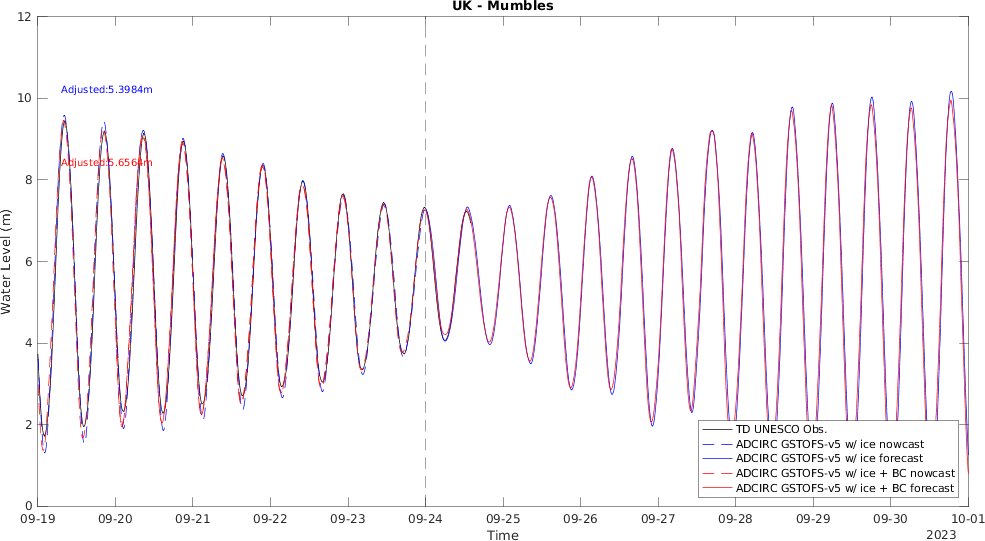 UK - Mumbles
12
10
8
6
4
2
0
Water Level (m)
Adjusted:5.3984m
Adjusted:5.6564m
TD UNESCO Obs.
ADCIRC GSTOFS-v5 w/ ice nowcast
ADCIRC GSTOFS-v5 w/ ice forecast
ADCIRC GSTOFS-v5 w/ ice + BC nowcast
ADCIRC GSTOFS-v5 w/ ice + BC forecast
09-19 09-20 09-21 09-22 09-23 09-24 09-25 09-26 09-27 09-28 09-29 09-30 10-01
Time
2023